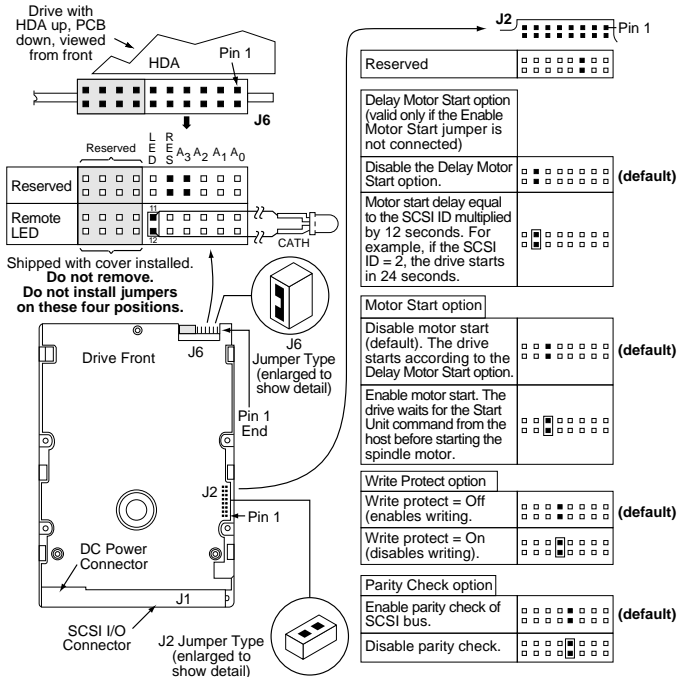 Drive with
HDA up, PCB
down, viewed
from front
HDA
Pin 1
J6
Reserved
LED
RES
A3 A2 A1 A0
Reserved
Remote
LED
11
12
CATH
Shipped with cover installed.
Do not remove.
Do not install jumpers
on these four positions.
Drive Front
J6
J6
Jumper Type
(enlarged to
show detail)
Pin 1
End
J2
Pin 1
DC Power
Connector
J1
SCSI I/O
Connector
J2 Jumper Type
(enlarged to
show detail)
J2
Pin 1
Reserved
Delay Motor Start option
(valid only if the Enable
Motor Start jumper is
not connected)
Disable the Delay Motor
Start option.
(default)
Motor start delay equal
to the SCSI ID multiplied
by 12 seconds. For
example, if the SCSI
ID = 2, the drive starts
in 24 seconds.
Motor Start option
Disable motor start
(default). The drive
starts according to the
Delay Motor Start option.
(default)
Enable motor start. The
drive waits for the Start
Unit command from the
host before starting the
spindle motor.
Write Protect option
Write protect = Off
(enables writing.
(default)
Write protect = On
(disables writing).
Parity Check option
Enable parity check of
SCSI bus.
(default)
Disable parity check.